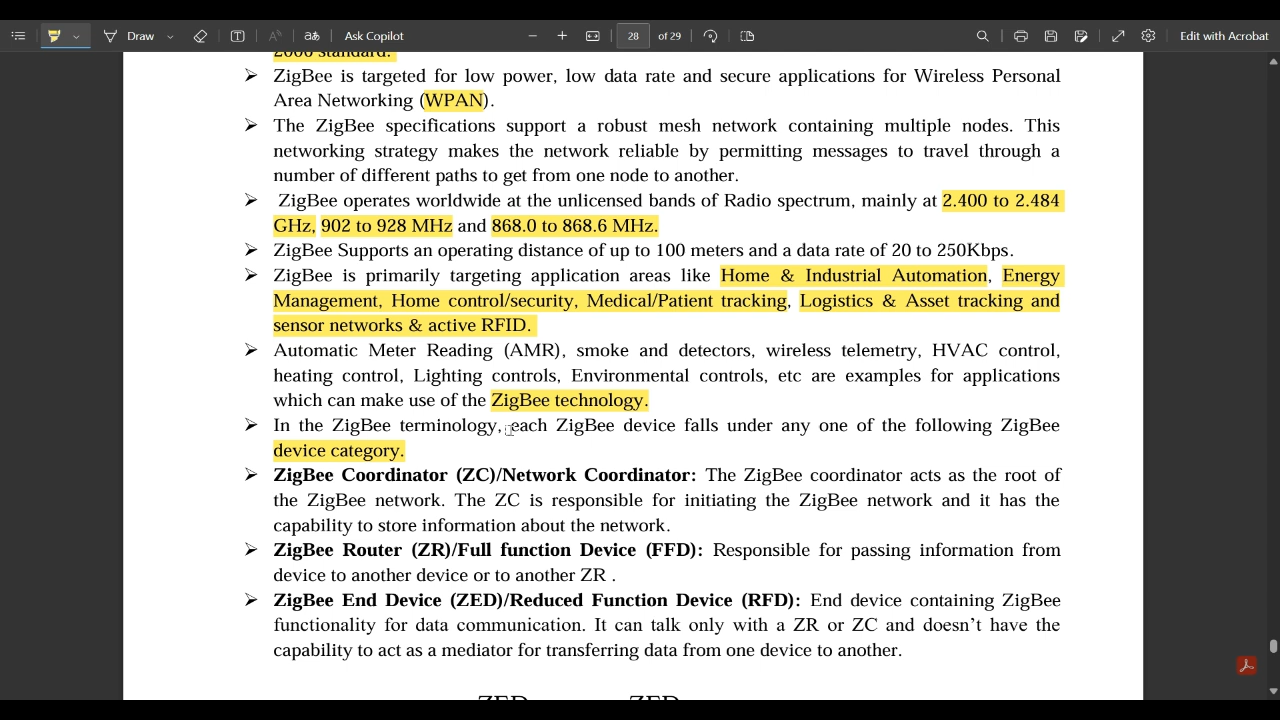 Draw
Ask Copilot
28 of 29
Edit with Acrobat
2006 standard.
➢ ZigBee is targeted for low power, low data rate and secure applications for Wireless Personal
Area Networking (WPAN).
➢ The ZigBee specifications support a robust mesh network containing multiple nodes. This
networking strategy makes the network reliable by permitting messages to travel through a
number of different paths to get from one node to another.
➢ ZigBee operates worldwide at the unlicensed bands of Radio spectrum, mainly at 2.400 to 2.484
GHz, 902 to 928 MHz and 868.0 to 868.6 MHz.
➢ ZigBee Supports an operating distance of up to 100 meters and a data rate of 20 to 250Kbps.
➢ ZigBee is primarily targeting application areas like Home & Industrial Automation, Energy
Management, Home control/security, Medical/Patient tracking, Logistics & Asset tracking and
sensor networks & active RFID.
➢ Automatic Meter Reading (AMR), smoke and detectors, wireless telemetry, HVAC control,
heating control, Lighting controls, Environmental controls, etc are examples for applications
which can make use of the ZigBee technology.
➢ In the ZigBee terminology, each ZigBee device falls under any one of the following ZigBee
device category.
➢ ZigBee Coordinator (ZC)/Network Coordinator: The ZigBee coordinator acts as the root of
the ZigBee network. The ZC is responsible for initiating the ZigBee network and it has the
capability to store information about the network.
➢ ZigBee Router (ZR)/Full function Device (FFD): Responsible for passing information from
device to another device or to another ZR .
➢ ZigBee End Device (ZED)/Reduced Function Device (RFD): End device containing ZigBee
functionality for data communication. It can talk only with a ZR or ZC and doesn't have the
capability to act as a mediator for transferring data from one device to another.
ZED ZED